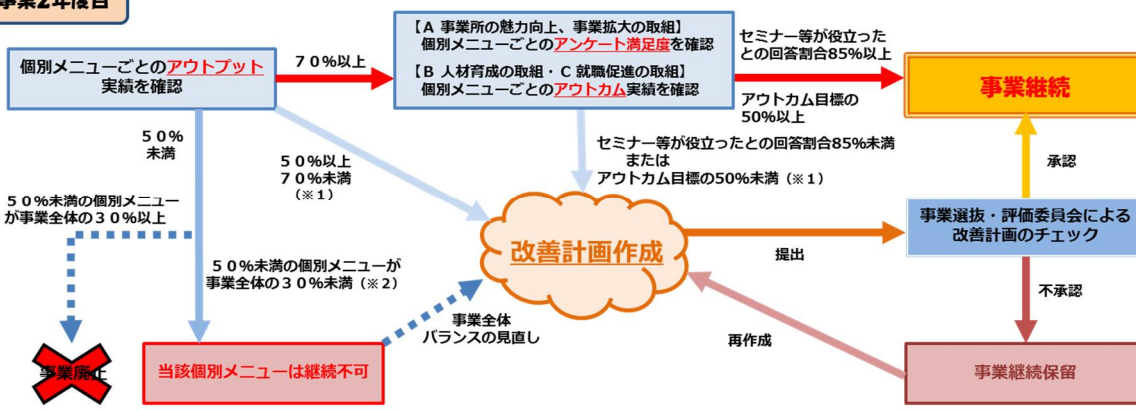 事業2年度目
個別メニューごとのアウトプット
実績を確認
70%以上
【A 事業所の魅力向上、事業拡大の取組】
個別メニューごとのアンケート満足度を確認
【B 人材育成の取組・C 就職促進の取組】
個別メニューごとのアウトカム実績を確認
セミナー等が役立った
との回答割合85%以上
アウトカム目標の
50%以上
事業継続
50%
未満
50%以上
70%未満
(※1)
セミナー等が役立ったとの回答割合85%未満
または
アウトカム目標の50%未満(※1)
承認
50%未満の個別メニュー
が事業全体の30%以上
改善計画作成
提出
事業選抜・評価委員会による
改善計画のチェック
50%未満の個別メニューが
事業全体の30%未満(※2)
不承認
事業全体
バランスの見直し
再作成
事業廃止
当該個別メニューは継続不可
事業継続保留